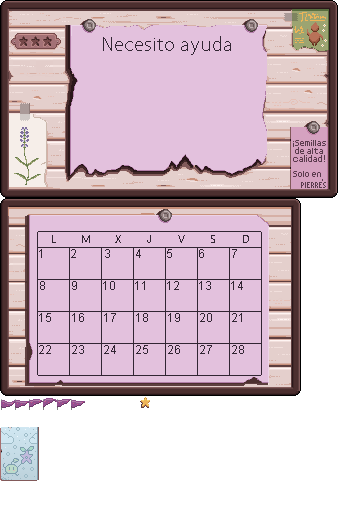 Necesito ayuda
¡Semillas
de alta
calidad!
Solo en,
PIERRES
L M X J V S D
1 2 3 4 5 6 7
8 9 10 11 12 13 14
15 16 17 18 19 20 21
22 23 24 25 26 27 28